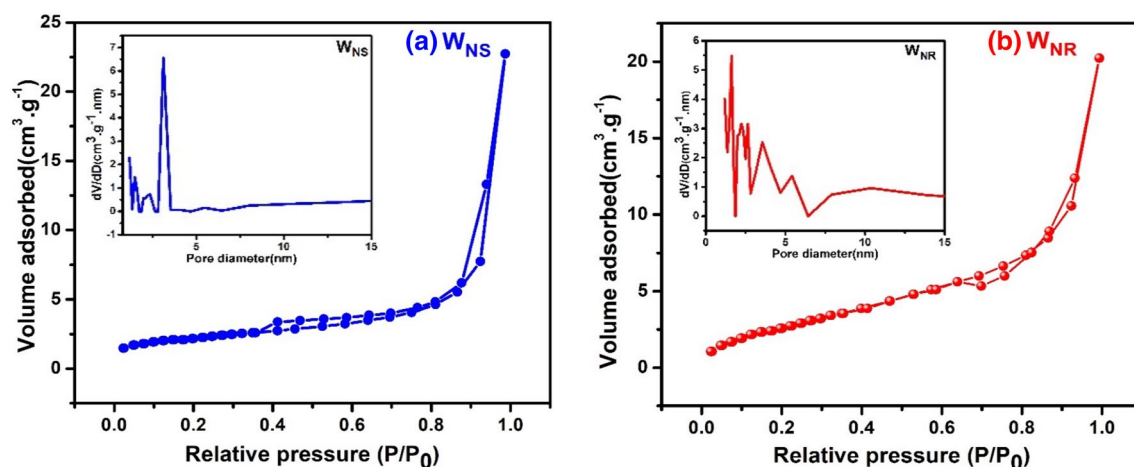 (a) W_NS
Volume adsorbed(cm³.g⁻¹)
25
20
15
10
5
0
0.0 0.2 0.4 0.6 0.8 1.0
Relative pressure (P/P₀)
W_NS
dV/dD(cm³.g⁻¹.nm)
7
6
5
4
3
2
1
0
-1
5 10 15
Pore diameter(nm)
(b) W_NR
Volume adsorbed(cm³.g⁻¹)
20
15
10
5
0
0.0 0.2 0.4 0.6 0.8 1.0
Relative pressure (P/P₀)
W_NR
dV/dD(cm³.g⁻¹.nm)
6
5
4
3
2
1
0
0 5 10 15
Pore diameter(nm)